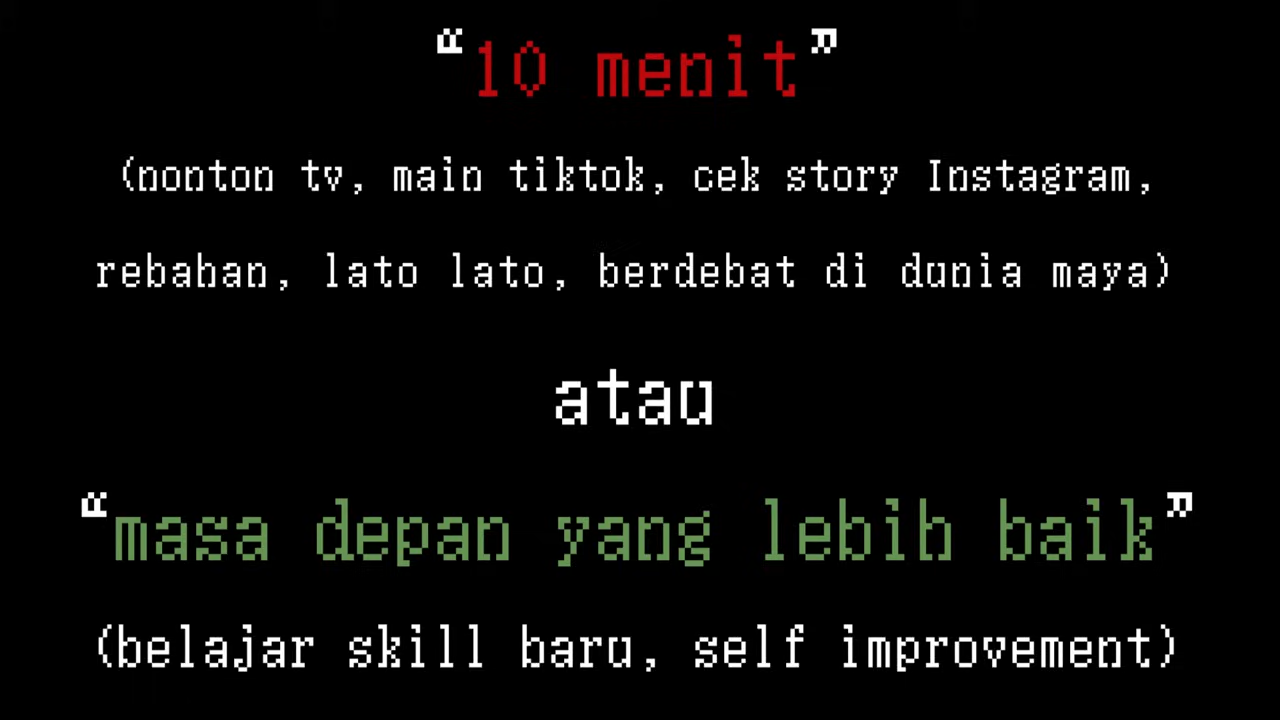 “10 menit”
(nonton tv, main tiktok, cek story Instagram,
rebahan, lato lato, berdebat di dunia maya)
atau
“masa depan yang lebih baik”
(belajar skill baru, self improvement)